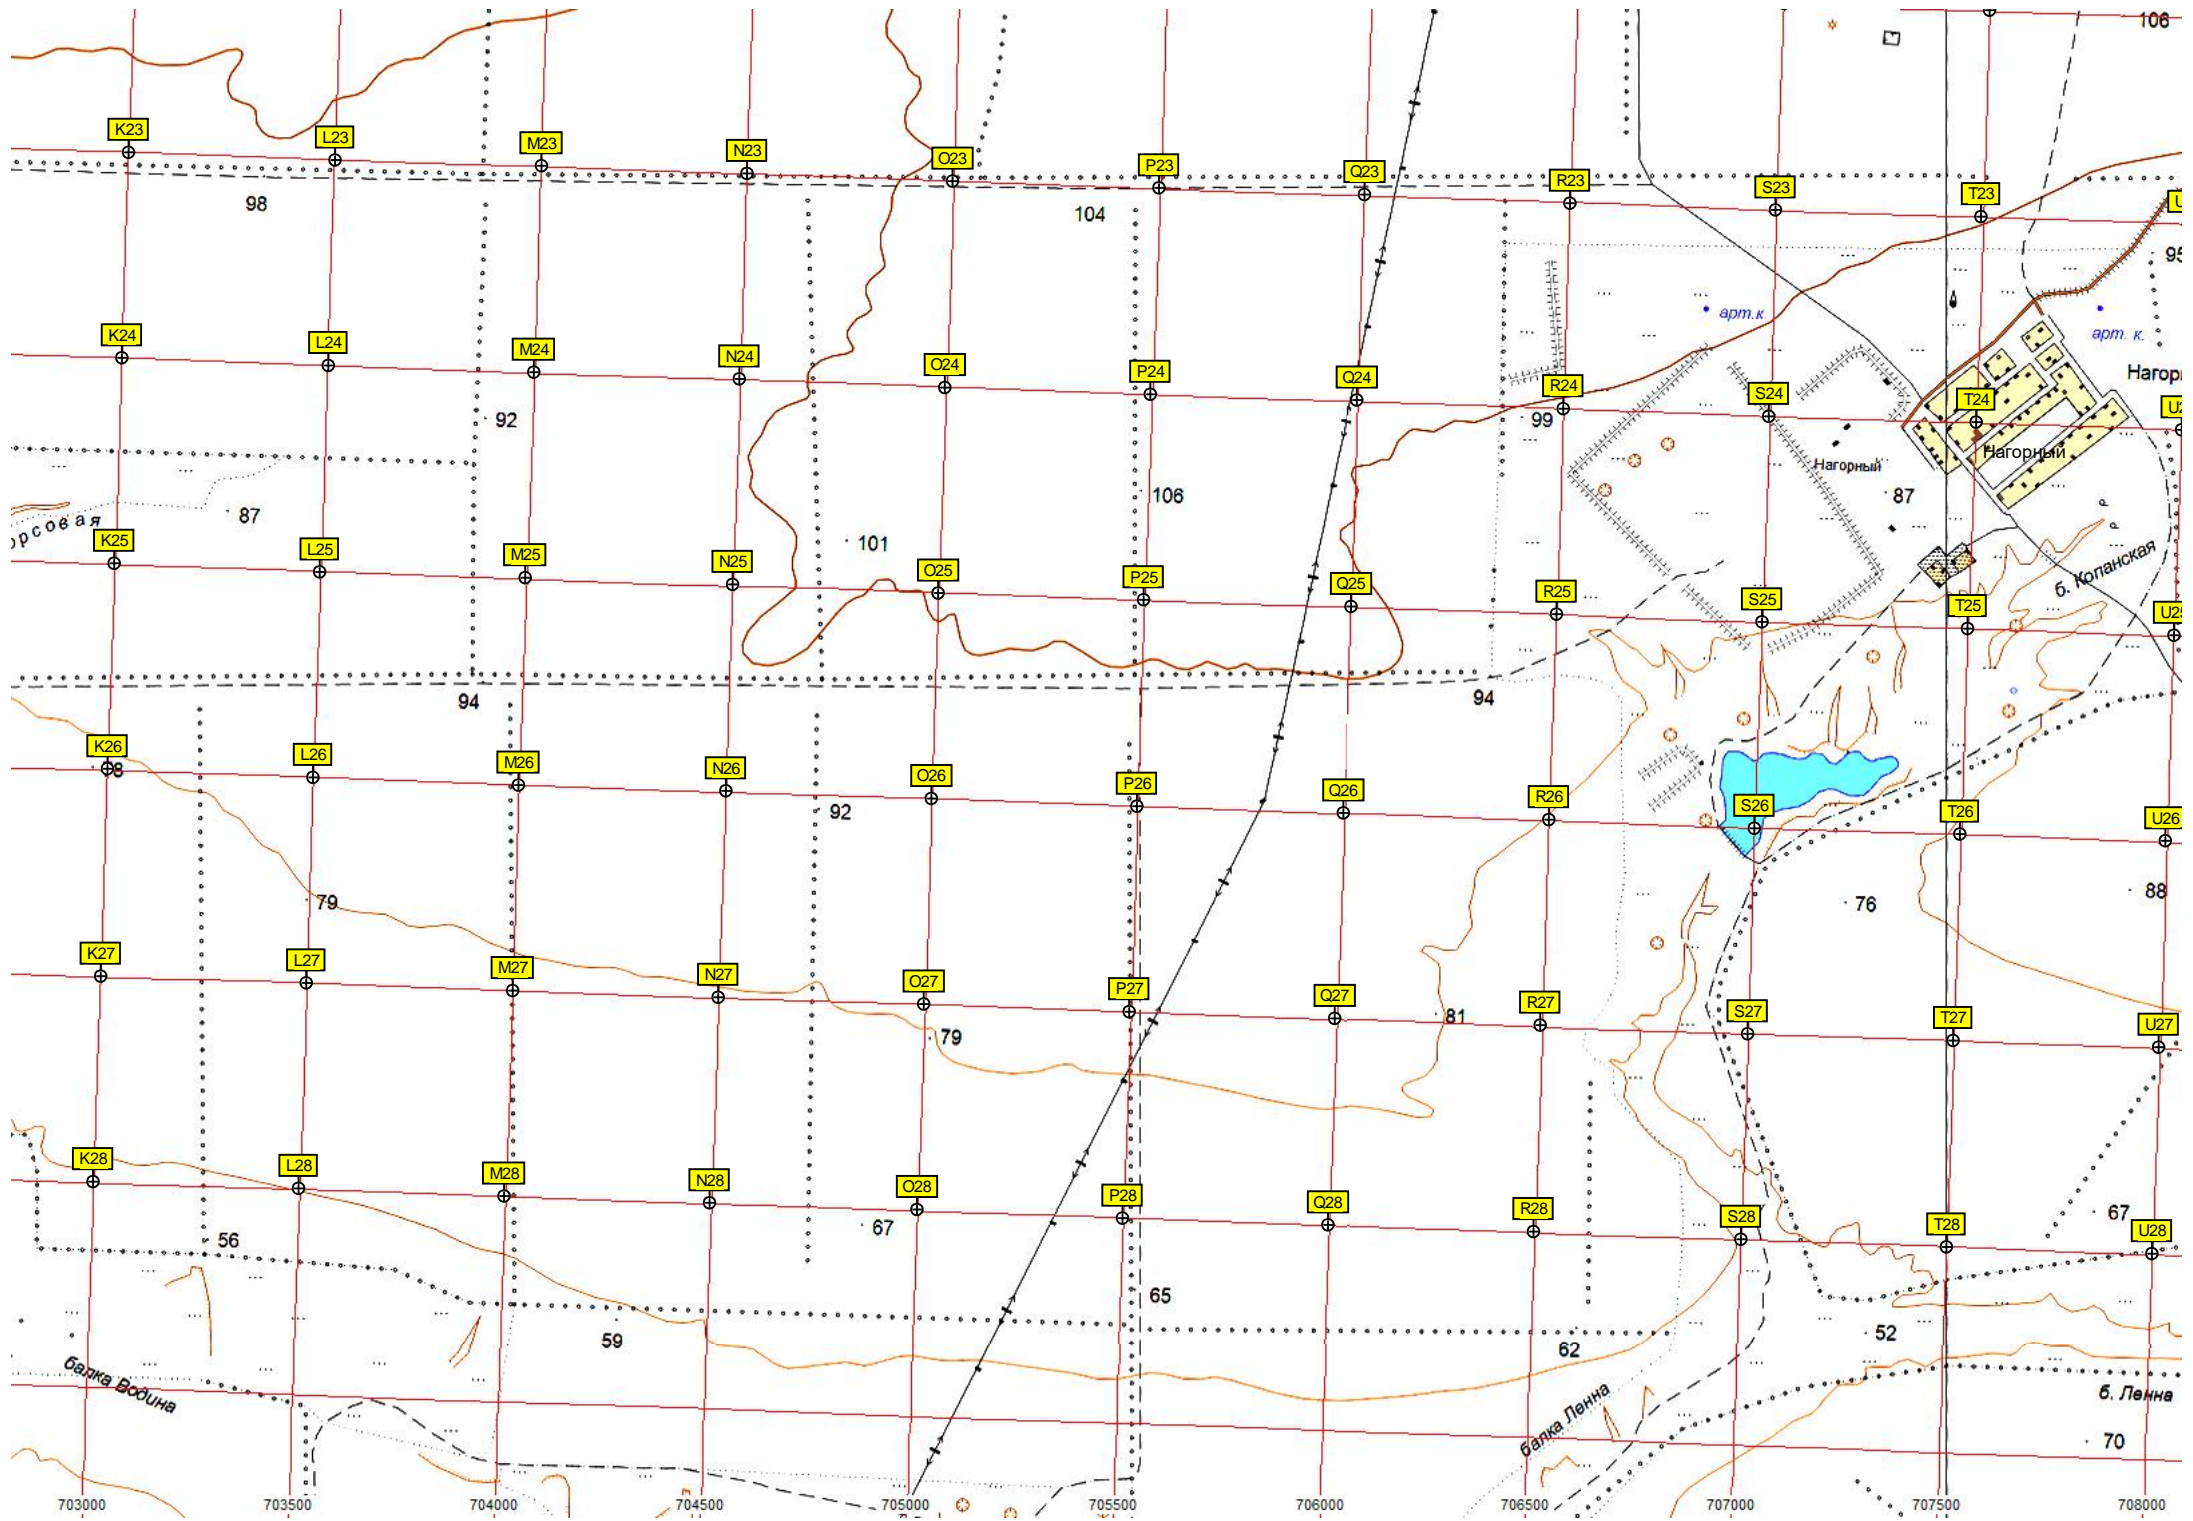 106
K23
L23
M23
N23
O23
P23
Q23
R23
S23
T23
98
104
95
арт.к
арт. к.
K24
L24
M24
N24
O24
P24
Q24
R24
S24
T24
92
99
Нагорный
Нагорный
87
106
87
101
K25
L25
M25
N25
O25
P25
Q25
R25
S25
T25
U25
б. Копанская
94
94
K26
L26
M26
N26
O26
P26
Q26
R26
S26
T26
U26
92
79
76
88
K27
L27
M27
N27
O27
P27
Q27
R27
S27
T27
U27
79
81
K28
L28
M28
N28
O28
P28
Q28
R28
S28
T28
U28
56
67
67
65
59
62
52
балка Водина
балка Ленна
б. Ленна
70
703000
703500
704000
704500
705000
705500
706000
706500
707000
707500
708000